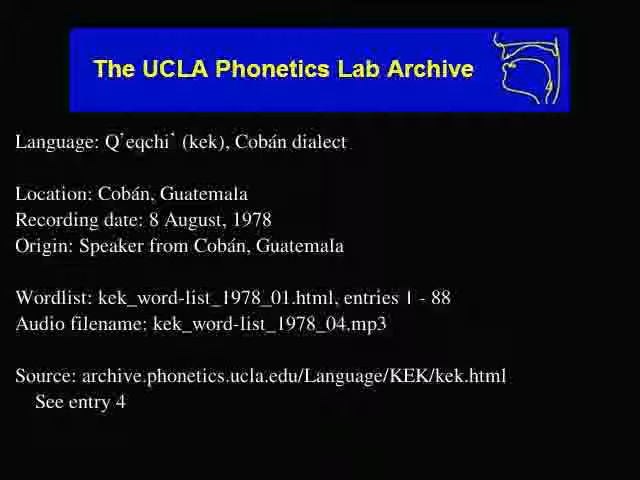 The UCLA Phonetics Lab Archive
Language: Q'eqchi` (kek), Cobán dialect
Location: Cobán, Guatemala
Recording date: 8 August, 1978
Origin: Speaker from Cobán, Guatemala
Wordlist: kek_word-list_1978_01.html, entries 1 - 88
Audio filename: kek_word-list_1978_04.mp3
Source: archive.phonetics.ucla.edu/Language/KEK/kek.html
See entry 4